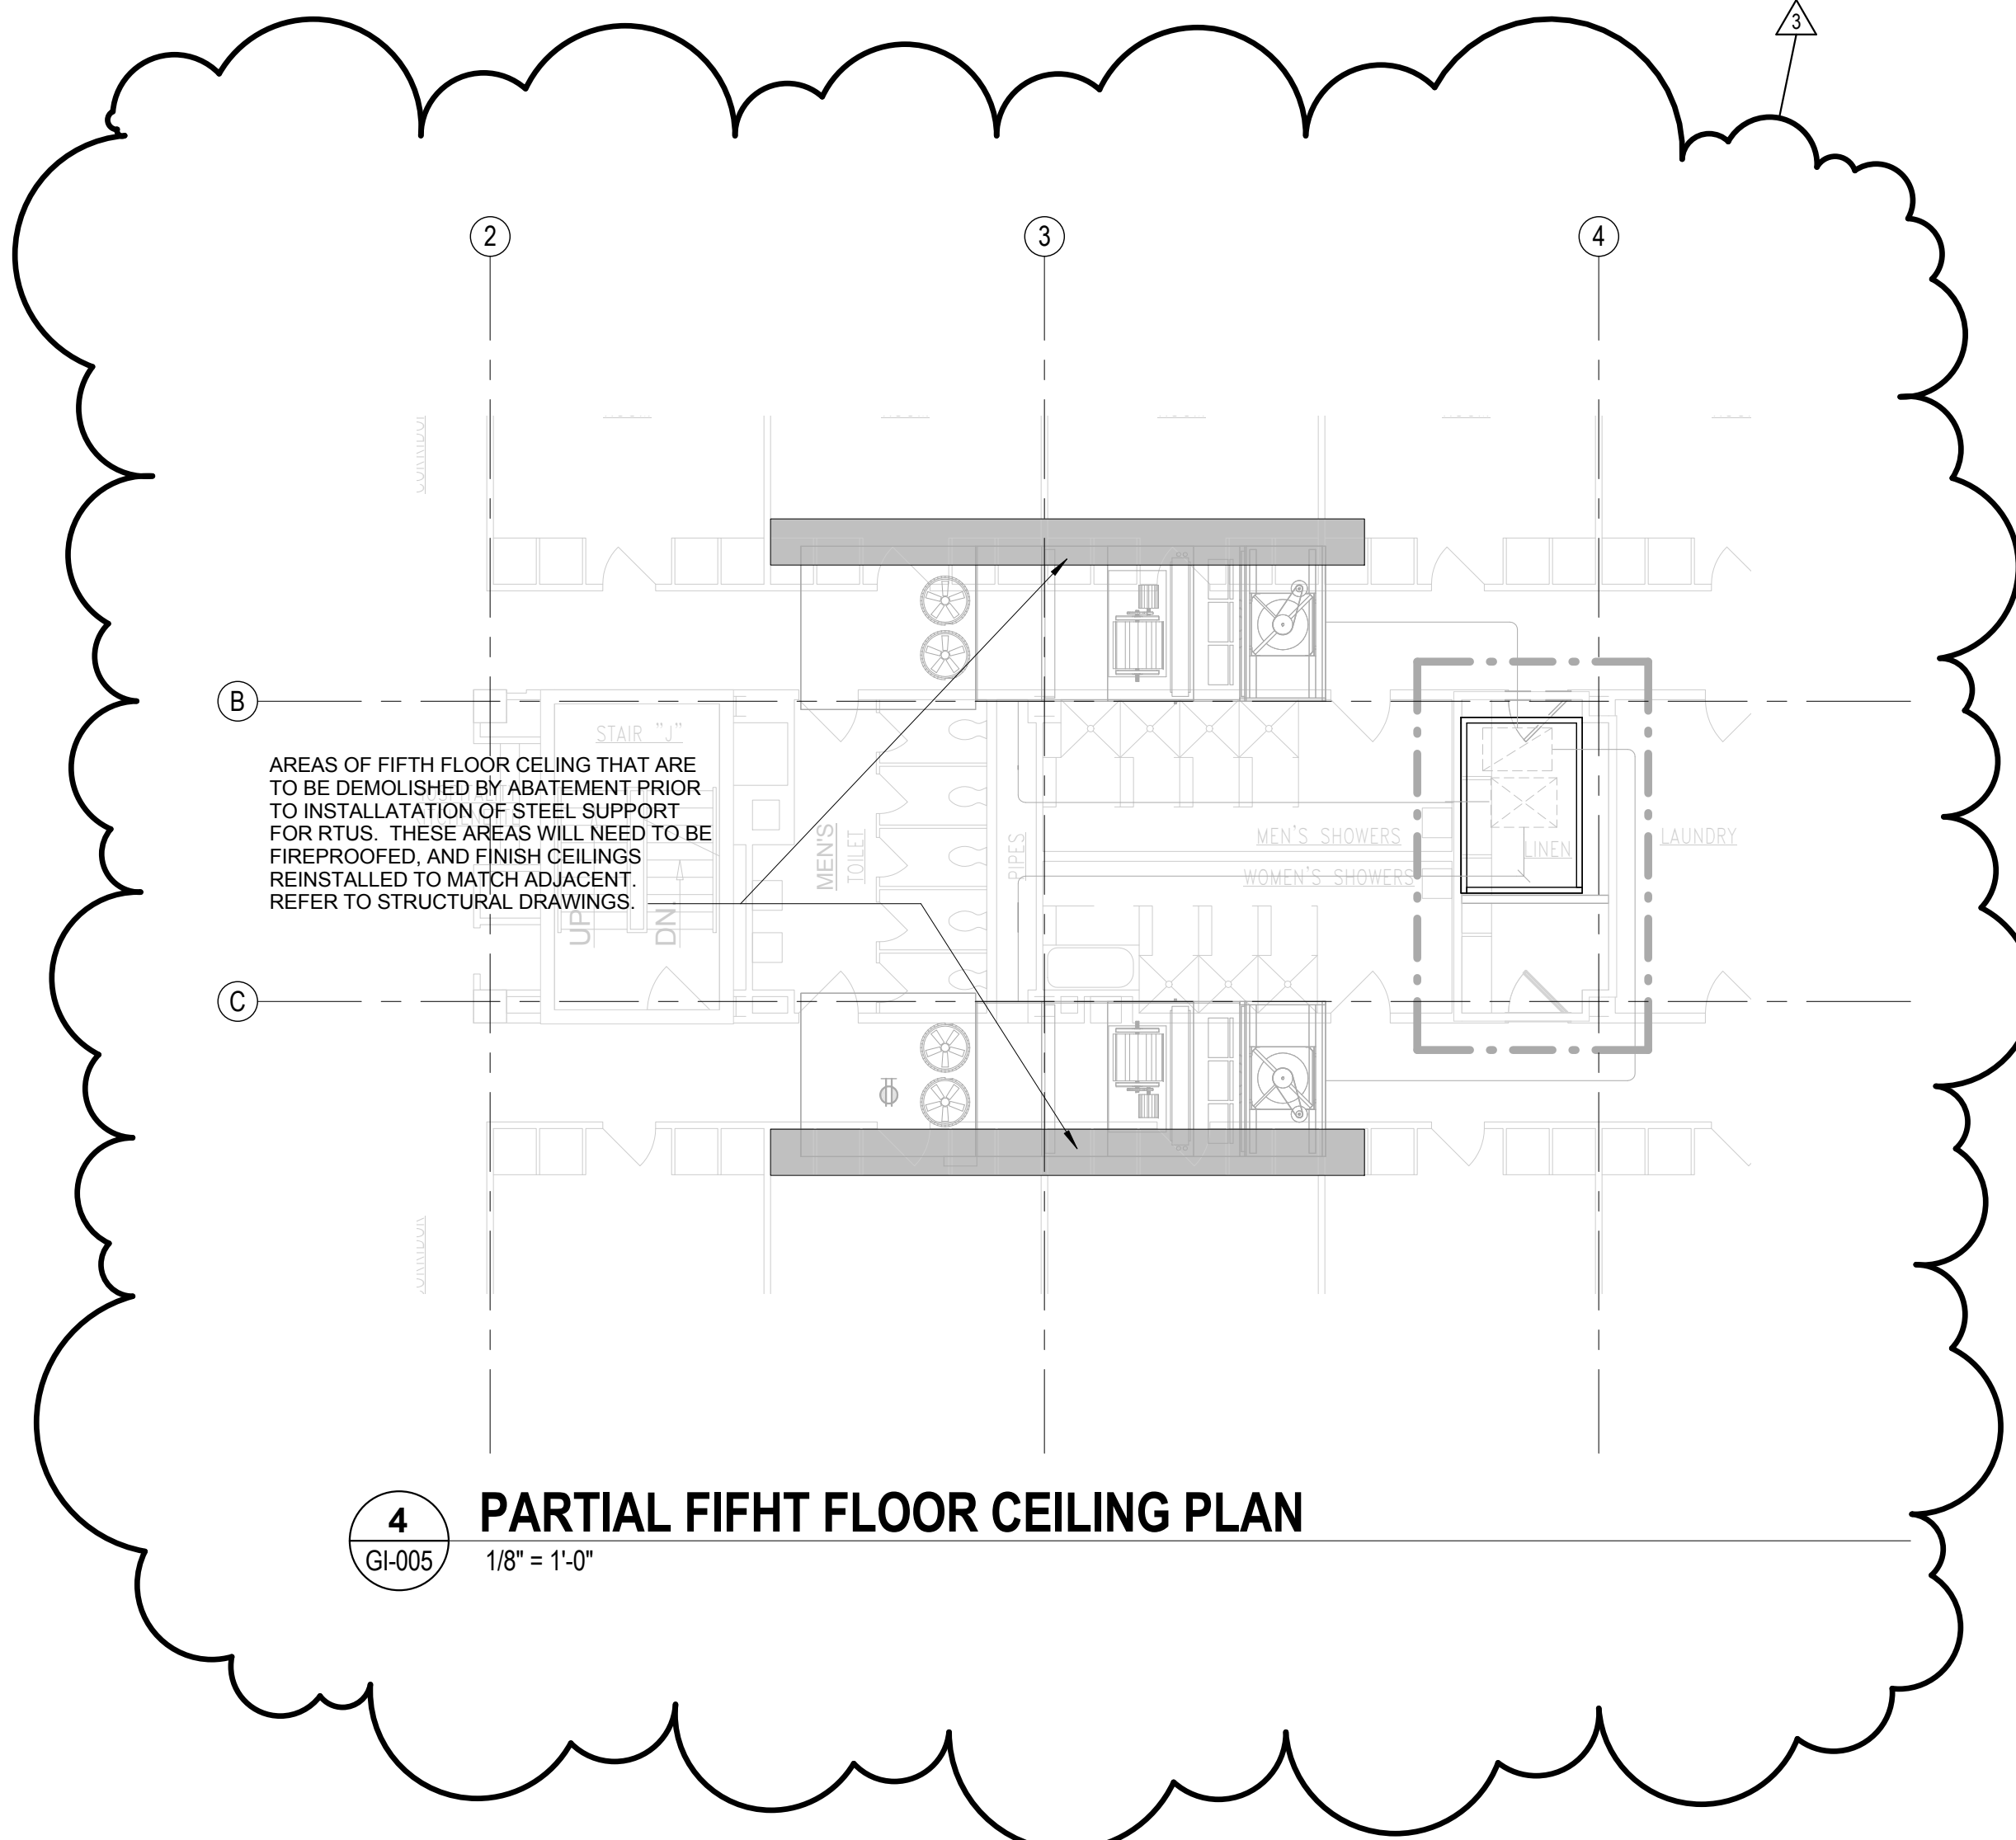 3
2
3
4
B
STAIR "J"
AREAS OF FIFTH FLOOR CELING THAT ARE
TO BE DEMOLISHED BY ABATEMENT PRIOR
TO INSTALLATATION OF STEEL SUPPORT
FOR RTUS. THESE AREAS WILL NEED TO BE
FIREPROOFED, AND FINISH CEILINGS
REINSTALLED TO MATCH ADJACENT.
REFER TO STRUCTURAL DRAWINGS.
UP
DN
MEN'S
TOILET
PIPES
MEN'S SHOWERS
WOMEN'S SHOWERS
LINEN
LAUNDRY
C
4
GI-005
PARTIAL FIFHT FLOOR CEILING PLAN
1/8" = 1'-0"